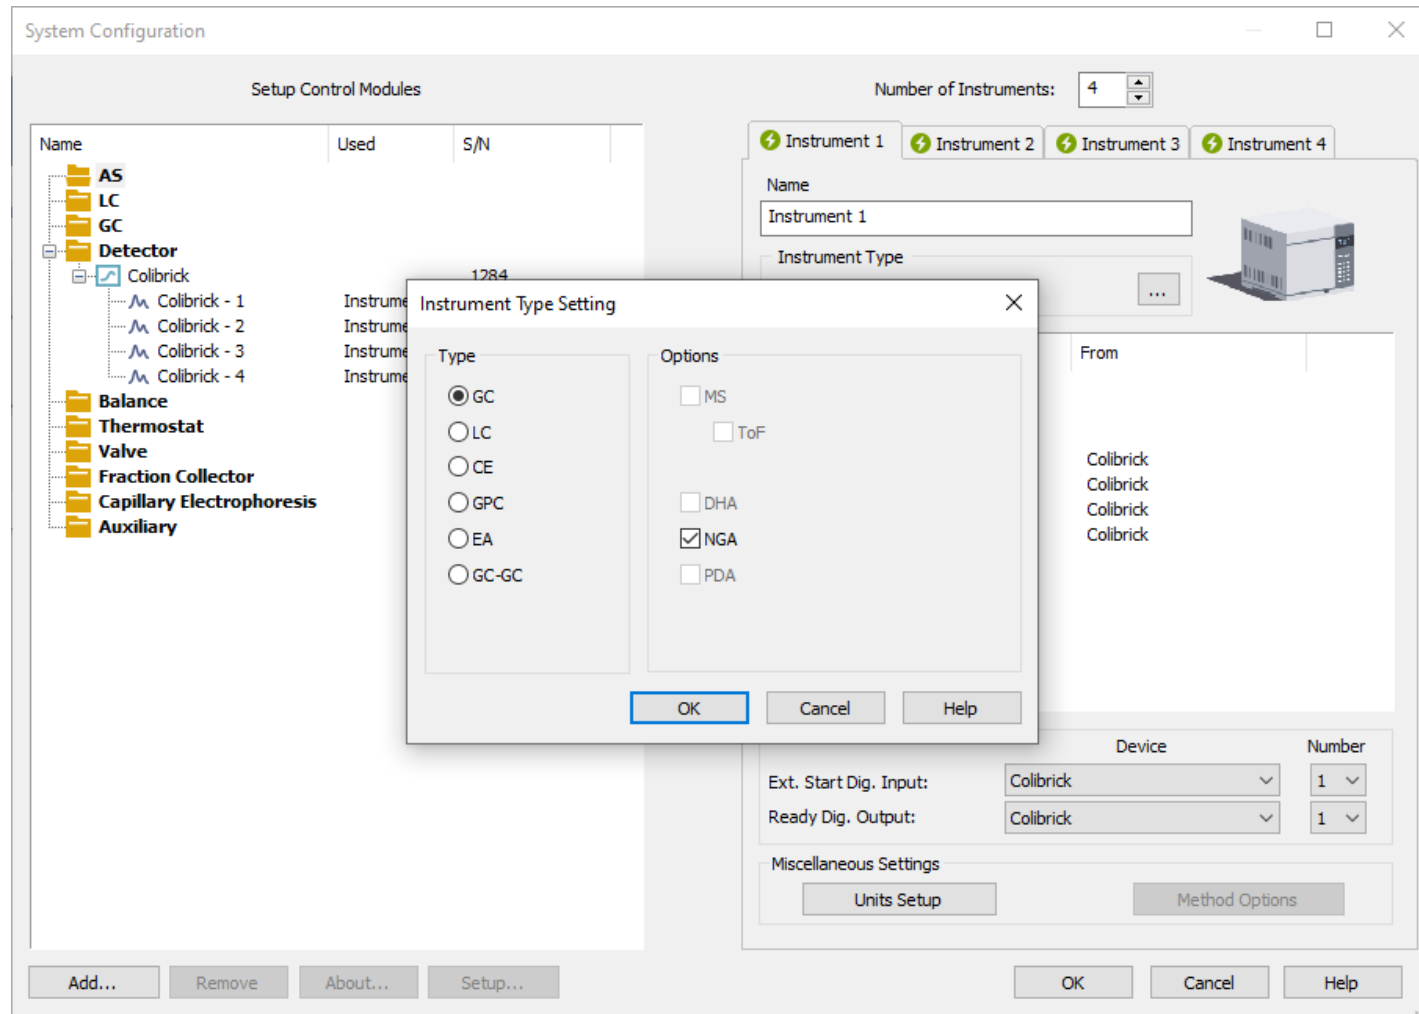 System Configuration
Setup Control Modules
Number of Instruments: 4
Name Used S/N
AS
LC
GC
Detector
Colibrick 1284
Colibrick - 1 Instrume
Colibrick - 2 Instrume
Colibrick - 3 Instrume
Colibrick - 4 Instrume
Balance
Thermostat
Valve
Fraction Collector
Capillary Electrophoresis
Auxiliary
Instrument 1 Instrument 2 Instrument 3 Instrument 4
Name
Instrument 1
Instrument Type
...
From
Colibrick
Colibrick
Colibrick
Colibrick
Instrument Type Setting
Type
GC
LC
CE
GPC
EA
GC-GC
Options
MS
ToF
DHA
NGA
PDA
OK Cancel Help
Device Number
Ext. Start Dig. Input: Colibrick 1
Ready Dig. Output: Colibrick 1
Miscellaneous Settings
Units Setup Method Options
Add... Remove About... Setup... OK Cancel Help